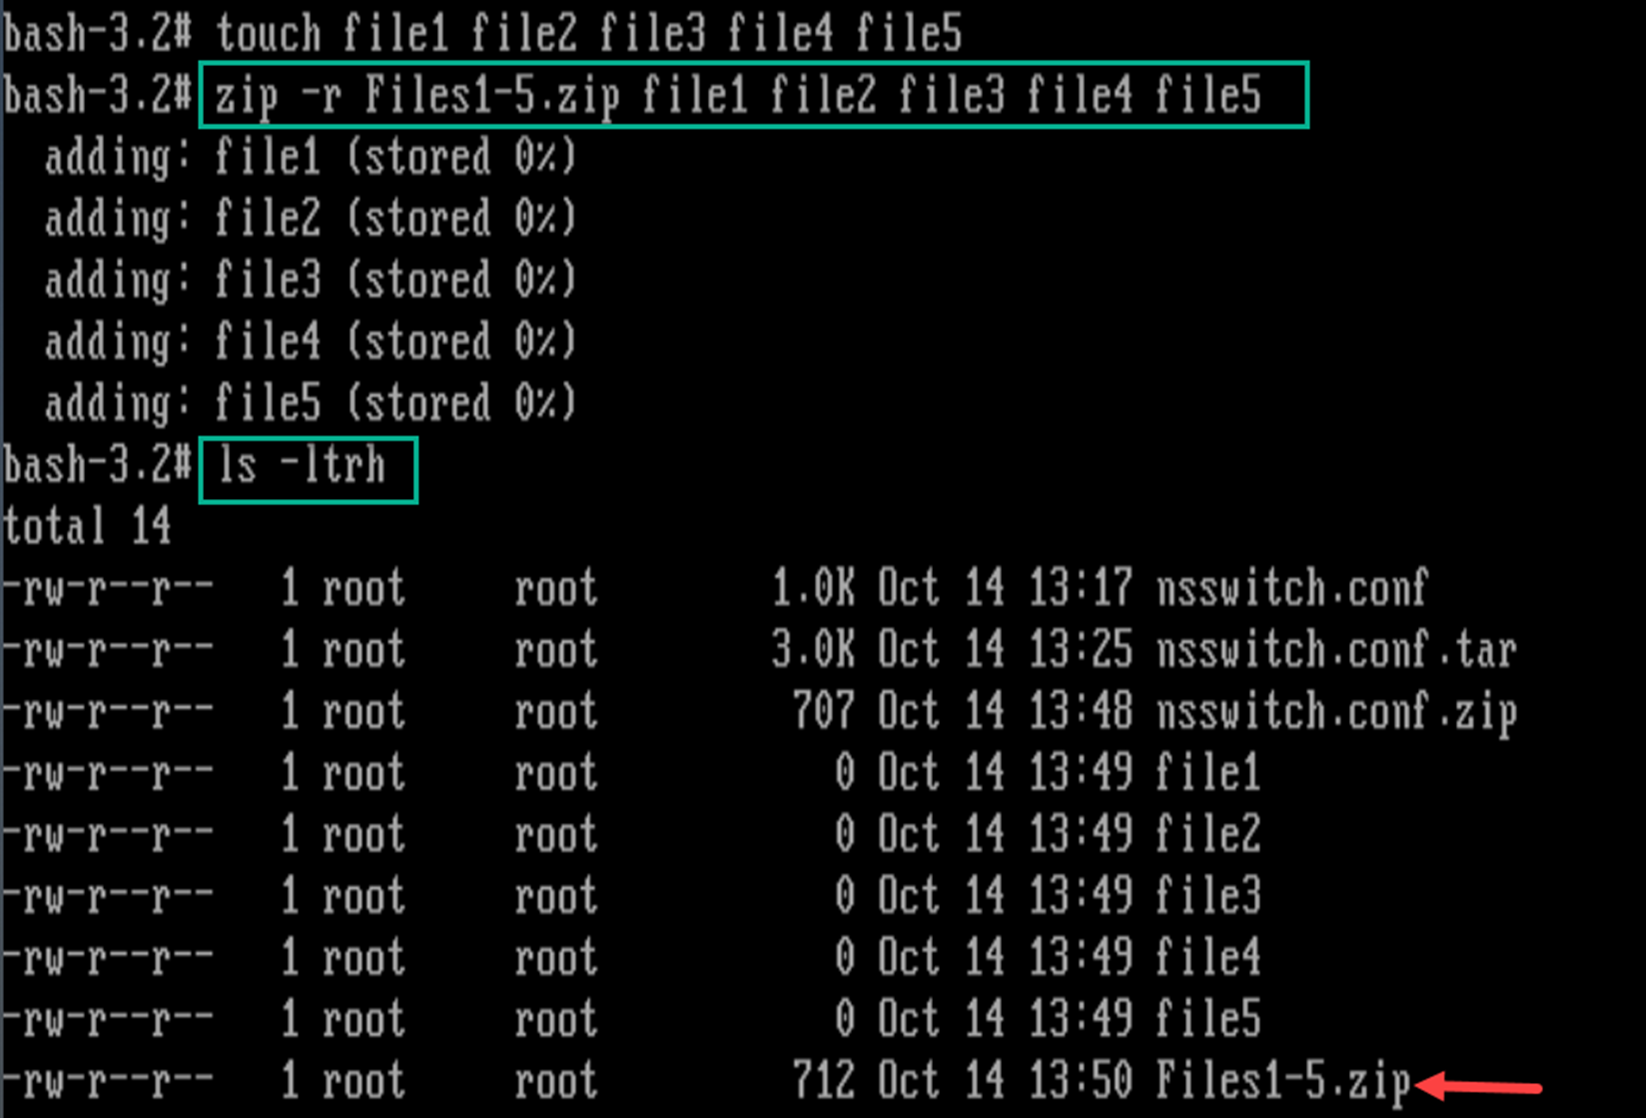 bash-3.2# touch file1 file2 file3 file4 file5
bash-3.2# zip -r Files1-5.zip file1 file2 file3 file4 file5
  adding: file1 (stored 0%)
  adding: file2 (stored 0%)
  adding: file3 (stored 0%)
  adding: file4 (stored 0%)
  adding: file5 (stored 0%)
bash-3.2# ls -ltrh
total 14
-rw-r--r--   1 root     root        1.0K Oct 14 13:17 nsswitch.conf
-rw-r--r--   1 root     root        3.0K Oct 14 13:25 nsswitch.conf.tar
-rw-r--r--   1 root     root         707 Oct 14 13:48 nsswitch.conf.zip
-rw-r--r--   1 root     root           0 Oct 14 13:49 file1
-rw-r--r--   1 root     root           0 Oct 14 13:49 file2
-rw-r--r--   1 root     root           0 Oct 14 13:49 file3
-rw-r--r--   1 root     root           0 Oct 14 13:49 file4
-rw-r--r--   1 root     root           0 Oct 14 13:49 file5
-rw-r--r--   1 root     root         712 Oct 14 13:50 Files1-5.zip